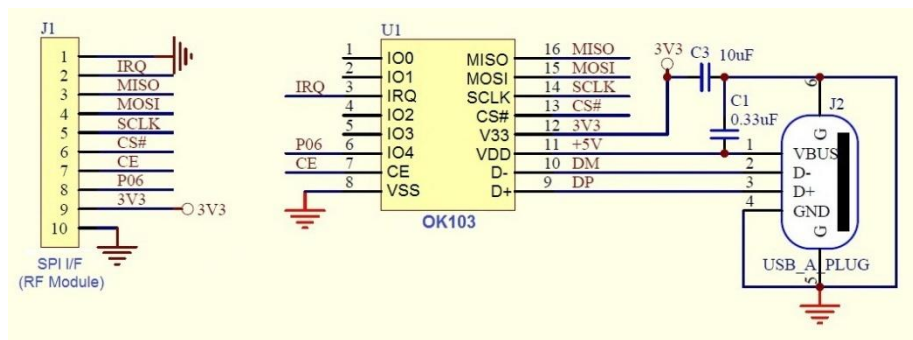 J1
1
2 IRQ
3 MISO
4 MOSI
5 SCLK
6 CS#
7 CE
8 P06
9 3V3 3V3
10
SPI I/F
(RF Module)
U1
1 IO0 MISO 16 MISO
2 IO1 MOSI 15 MOSI
IRQ 3 IRQ SCLK 14 SCLK
4 IO2 CS# 13 CS#
5 IO3 V33 12 3V3
P06 6 IO4 VDD 11 +5V
CE 7 CE D- 10 DM
8 VSS D+ 9 DP
OK103
3V3 C3 10uF
C1
0.33uF
6 J2
G
1 VBUS
2 D-
3 D+
4 GND
G
USB_A_PLUG
5